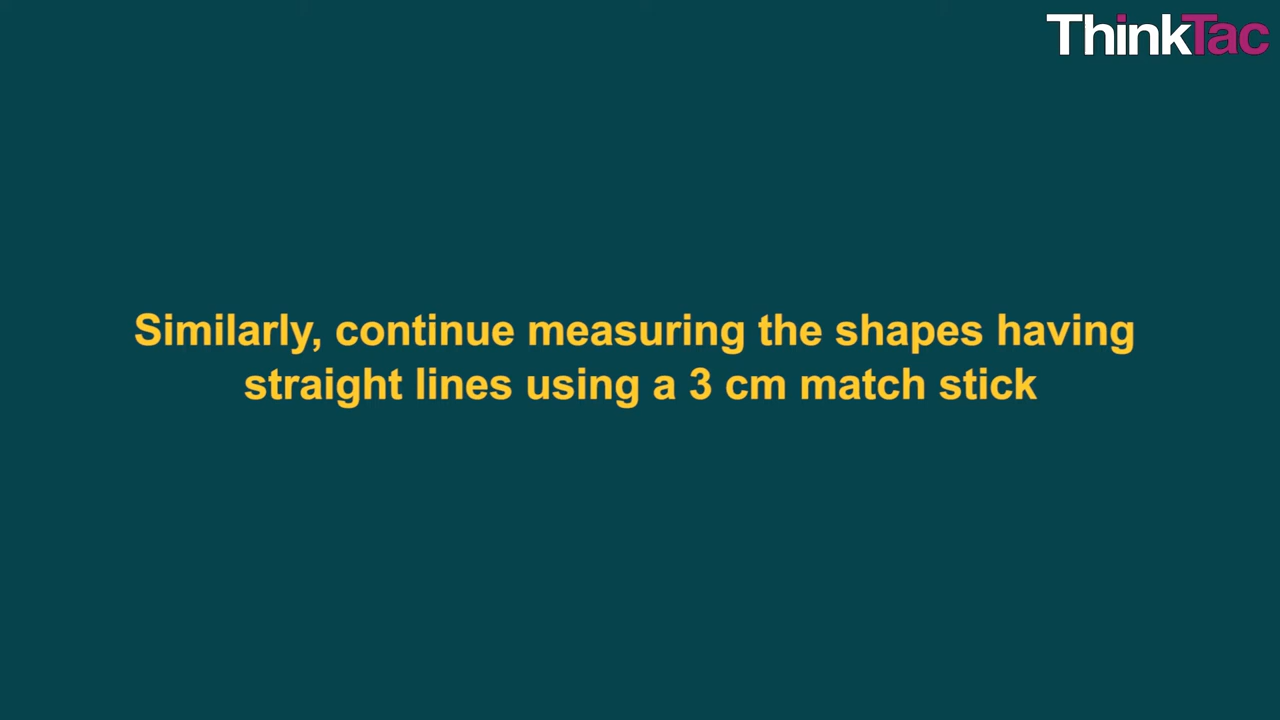 ThinkTac
Similarly, continue measuring the shapes having
straight lines using a 3 cm match stick